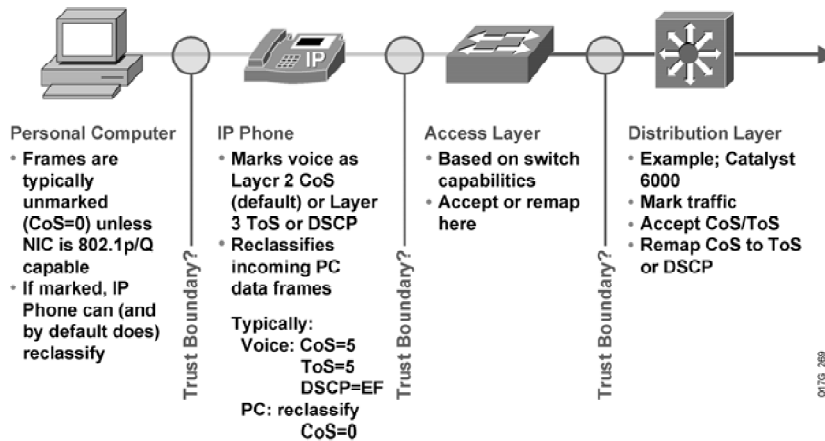 IP
Personal Computer
• Frames are
typically
unmarked
(CoS=0) unless
NIC is 802.1p/Q
capable
• If marked, IP
Phone can (and
by default does)
reclassify
Trust Boundary?
IP Phone
• Marks voice as
Layer 2 CoS
(default) or Layer
3 ToS or DSCP
• Reclassifies
incoming PC
data frames
Typically:
Voice: CoS=5
ToS=5
DSCP=EF
PC: reclassify
CoS=0
Trust Boundary?
Access Layer
• Based on switch
capabilities
• Accept or remap
here
Trust Boundary?
Distribution Layer
• Example; Catalyst
6000
• Mark traffic
• Accept CoS/ToS
• Remap CoS to ToS
or DSCP
017G_269